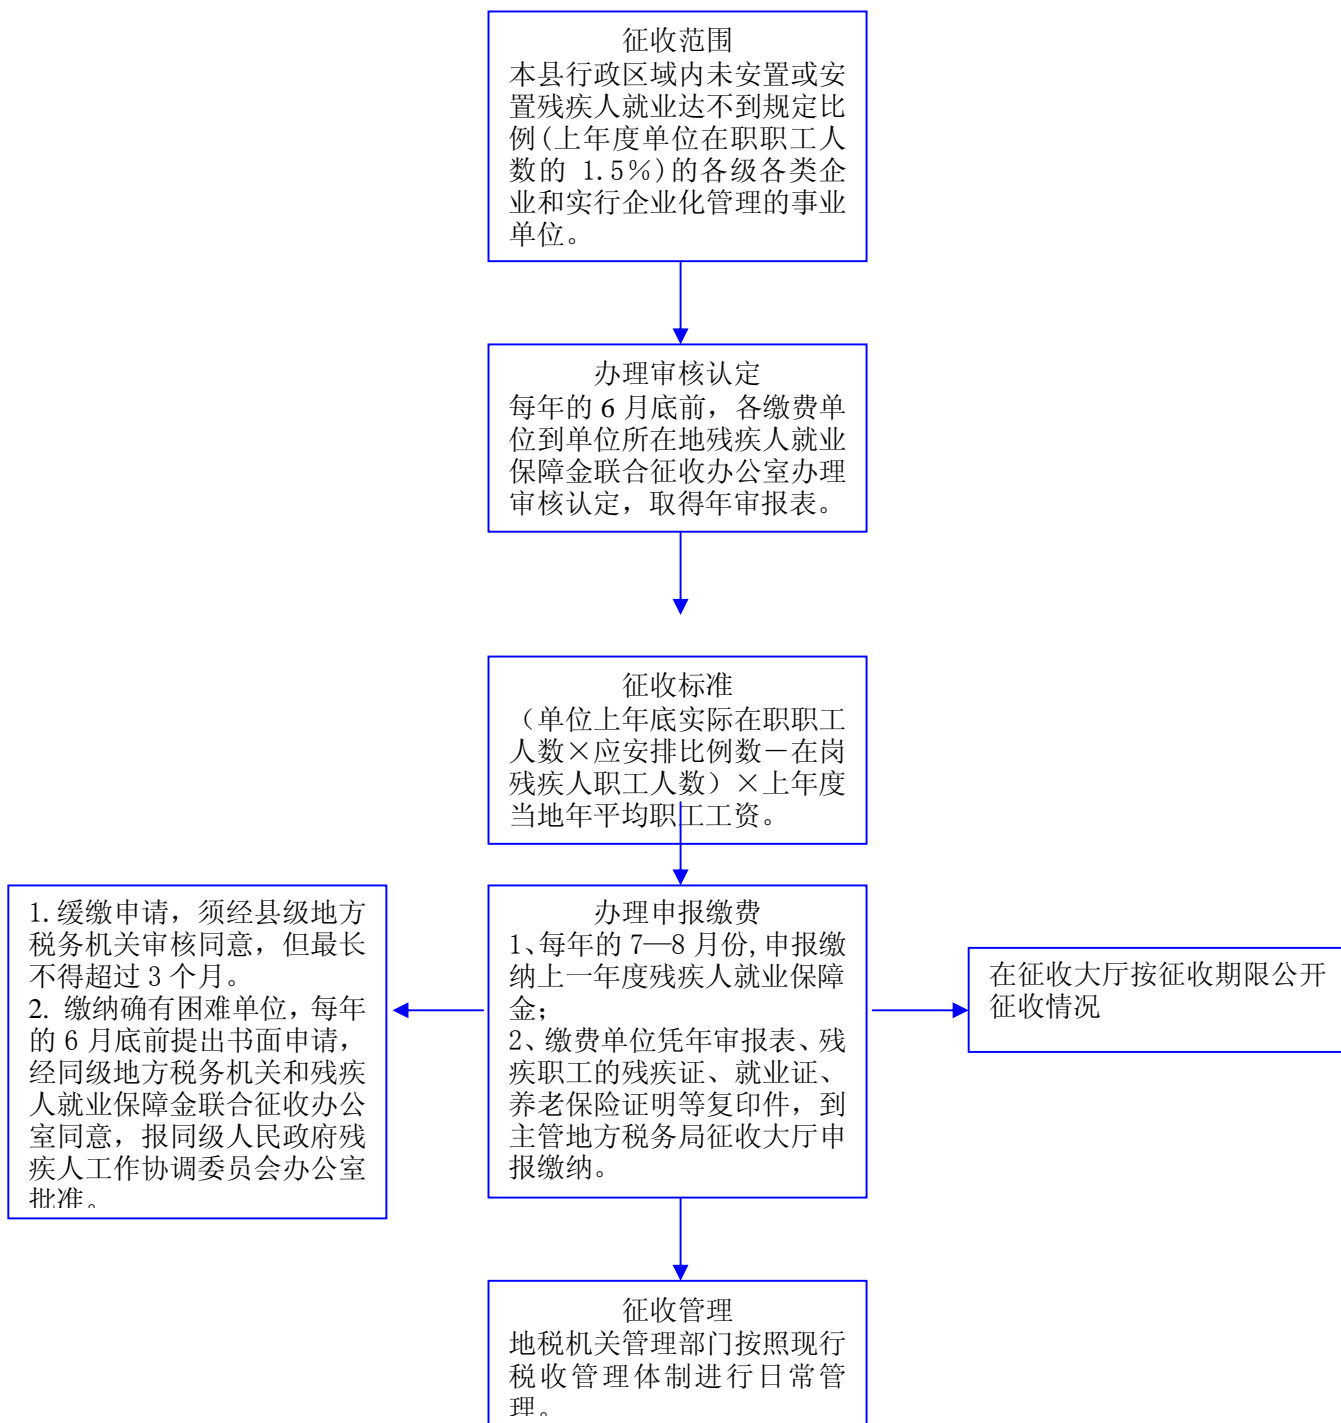 征收范围
本县行政区域内未安置或安
置残疾人就业达不到规定比
例(上年度单位在职职工人
数的 1.5%)的各级各类企
业和实行企业化管理的事业
单位。
办理审核认定
每年的 6 月底前，各缴费单
位到单位所在地残疾人就业
保障金联合征收办公室办理
审核认定，取得年审报表。
征收标准
（单位上年底实际在职职工
人数×应安排比例数－在岗
残疾人职工人数）×上年度
当地年平均职工工资。
1.缓缴申请，须经县级地方
税务机关审核同意，但最长
不得超过 3 个月。
2. 缴纳确有困难单位，每年
的 6 月底前提出书面申请，
经同级地方税务机关和残疾
人就业保障金联合征收办公
室同意，报同级人民政府残
疾人工作协调委员会办公室
批准。
办理申报缴费
1、每年的 7—8 月份,申报缴
纳上一年度残疾人就业保障
金；
2、缴费单位凭年审报表、残
疾职工的残疾证、就业证、
养老保险证明等复印件，到
主管地方税务局征收大厅申
报缴纳。
在征收大厅按征收期限公开
征收情况
征收管理
地税机关管理部门按照现行
税收管理体制进行日常管
理。